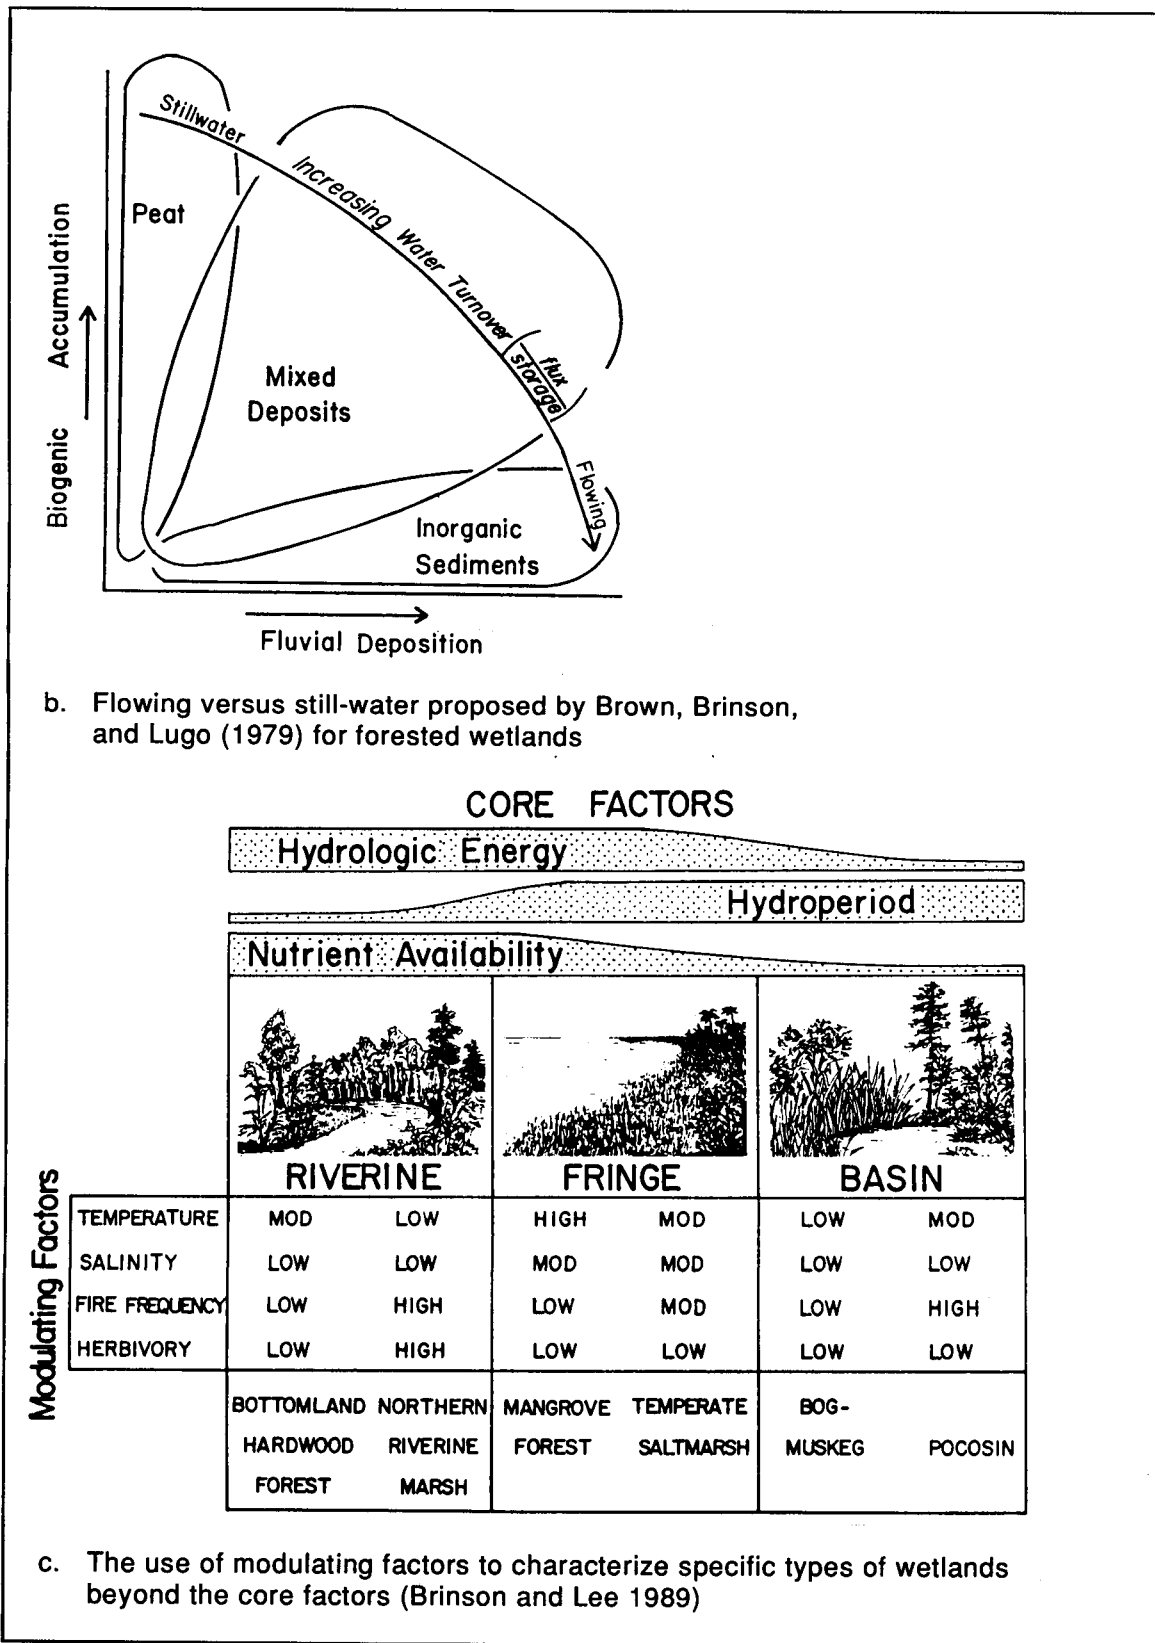 Stillwater
Increasing Water Turnover
flux
storage
Flowing
Peat
Mixed
Deposits
Inorganic
Sediments
Biogenic Accumulation
Fluvial Deposition
b. Flowing versus still-water proposed by Brown, Brinson,
and Lugo (1979) for forested wetlands
CORE FACTORS
Hydrologic Energy
Hydroperiod
Nutrient Availability
RIVERINE FRINGE BASIN
Modulating Factors
TEMPERATURE MOD LOW HIGH MOD LOW MOD
SALINITY LOW LOW MOD MOD LOW LOW
FIRE FREQUENCY LOW HIGH LOW MOD LOW HIGH
HERBIVORY LOW HIGH LOW LOW LOW LOW
BOTTOMLAND NORTHERN MANGROVE TEMPERATE BOG-
HARDWOOD RIVERINE FOREST SALTMARSH MUSKEG POCOSIN
FOREST MARSH
c. The use of modulating factors to characterize specific types of wetlands
beyond the core factors (Brinson and Lee 1989)